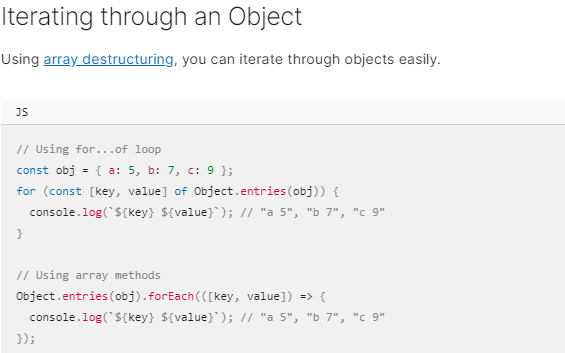 Iterating through an Object
Using array destructuring, you can iterate through objects easily.
JS
// Using for...of loop
const obj = { a: 5, b: 7, c: 9 };
for (const [key, value] of Object.entries(obj)) {
  console.log(`${key} ${value}`); // "a 5", "b 7", "c 9"
}
// Using array methods
Object.entries(obj).forEach(([key, value]) => {
  console.log(`${key} ${value}`); // "a 5", "b 7", "c 9"
});